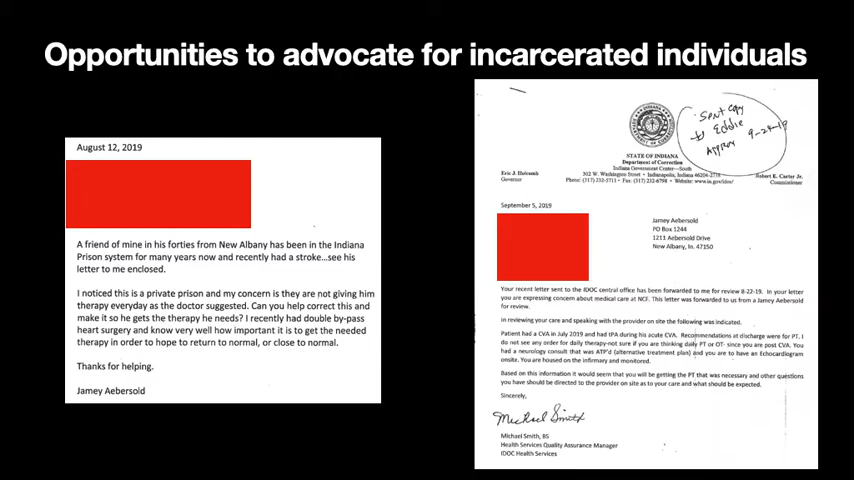 Opportunities to advocate for incarcerated individuals
August 12, 2019
A friend of mine in his forties from New Albany has been in the Indiana
Prison system for many years now and recently had a stroke...see his
letter to me enclosed.
I noticed this is a private prison and my concern is they are not giving him
therapy everyday as the doctor suggested. Can you help correct this and
make it so he gets the therapy he needs? I recently had double by-pass
heart surgery and know very well how important it is to get the needed
therapy in order to hope to return to normal, or close to normal.
Thanks for helping.
Jamey Aebersold
Sent copy
to Eddie
Approx 9-24-19
STATE OF INDIANA
Department of Correction
Indiana Government Center—South
302 W. Washington Street • Indianapolis, Indiana 46204-2738
Phone: (317) 232-5711 • Fax: (317) 232-6798 • Website: www.in.gov/idoc/
Eric J. Holcomb
Governor
Robert E. Carter Jr.
Commissioner
September 5, 2019
Jamey Aebersold
PO Box 1244
1211 Aebersold Drive
New Albany, In. 47150
Your recent letter sent to the IDOC central office has been forwarded to me for review 8-22-19. In your letter
you are expressing concern about medical care at NCF. This letter was forwarded to us from a Jamey Aebersold
for review.
In reviewing your care and speaking with the provider on site the following was indicated.
Patient had a CVA in July 2019 and had tPA during his acute CVA. Recommendations at discharge were for PT. I
do not see any order for daily therapy-not sure if you are thinking daily PT or OT- since you are post CVA. You
had a neurology consult that was ATP'd (alternative treatment plan) and you are to have an Echocardiogram
onsite. You are housed on the infirmary and monitored.
Based on this information it would seem that you will be getting the PT that was necessary and other questions
you have should be directed to the provider on site as to your care and what should be expected.
Sincerely,
Michael Smith
Michael Smith, BS
Health Services Quality Assurance Manager
IDOC Health Services